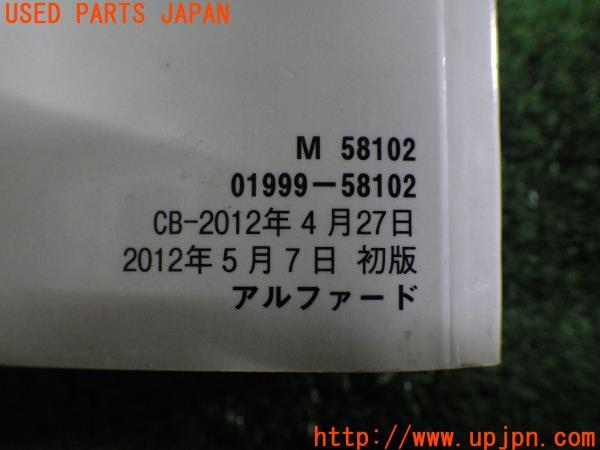 USED PARTS JAPAN
M 58102
01999-58102
CB-2012年4月27日
2012年5月7日 初版
アルファード
http://www.upjpn.com/